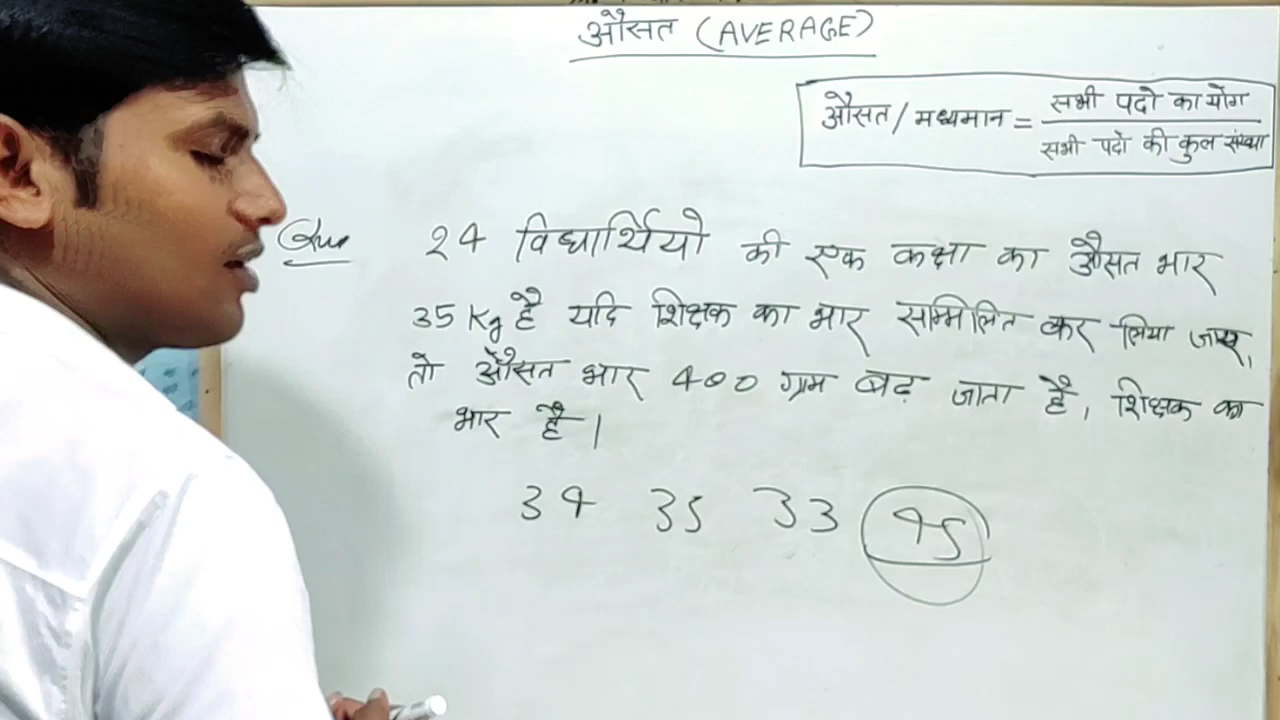 औसत (AVERAGE)
औसत / मध्यमान = सभी पदो का योग
सभी पदो की कुल संख्या
Que 24 विद्यार्थियो की एक कक्षा का औसत भार
35 Kg है यदि शिक्षक का भार सम्मिलित कर लिया जाए,
तो औसत भार 400 ग्राम बढ़ जाता है, शिक्षक का
भार है।
34 35 33 45